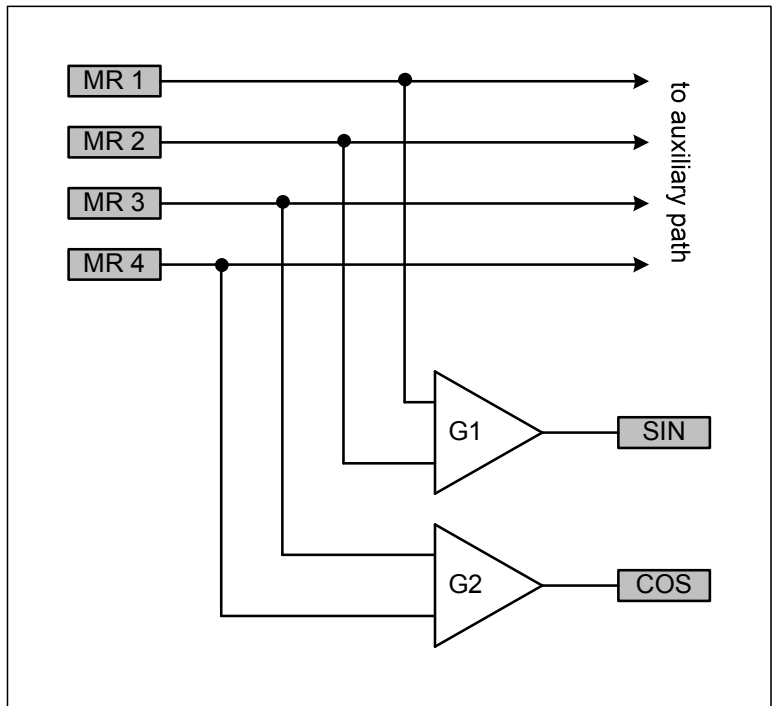 MR 1
MR 2
MR 3
MR 4
to auxiliary path
G1
SIN
G2
COS